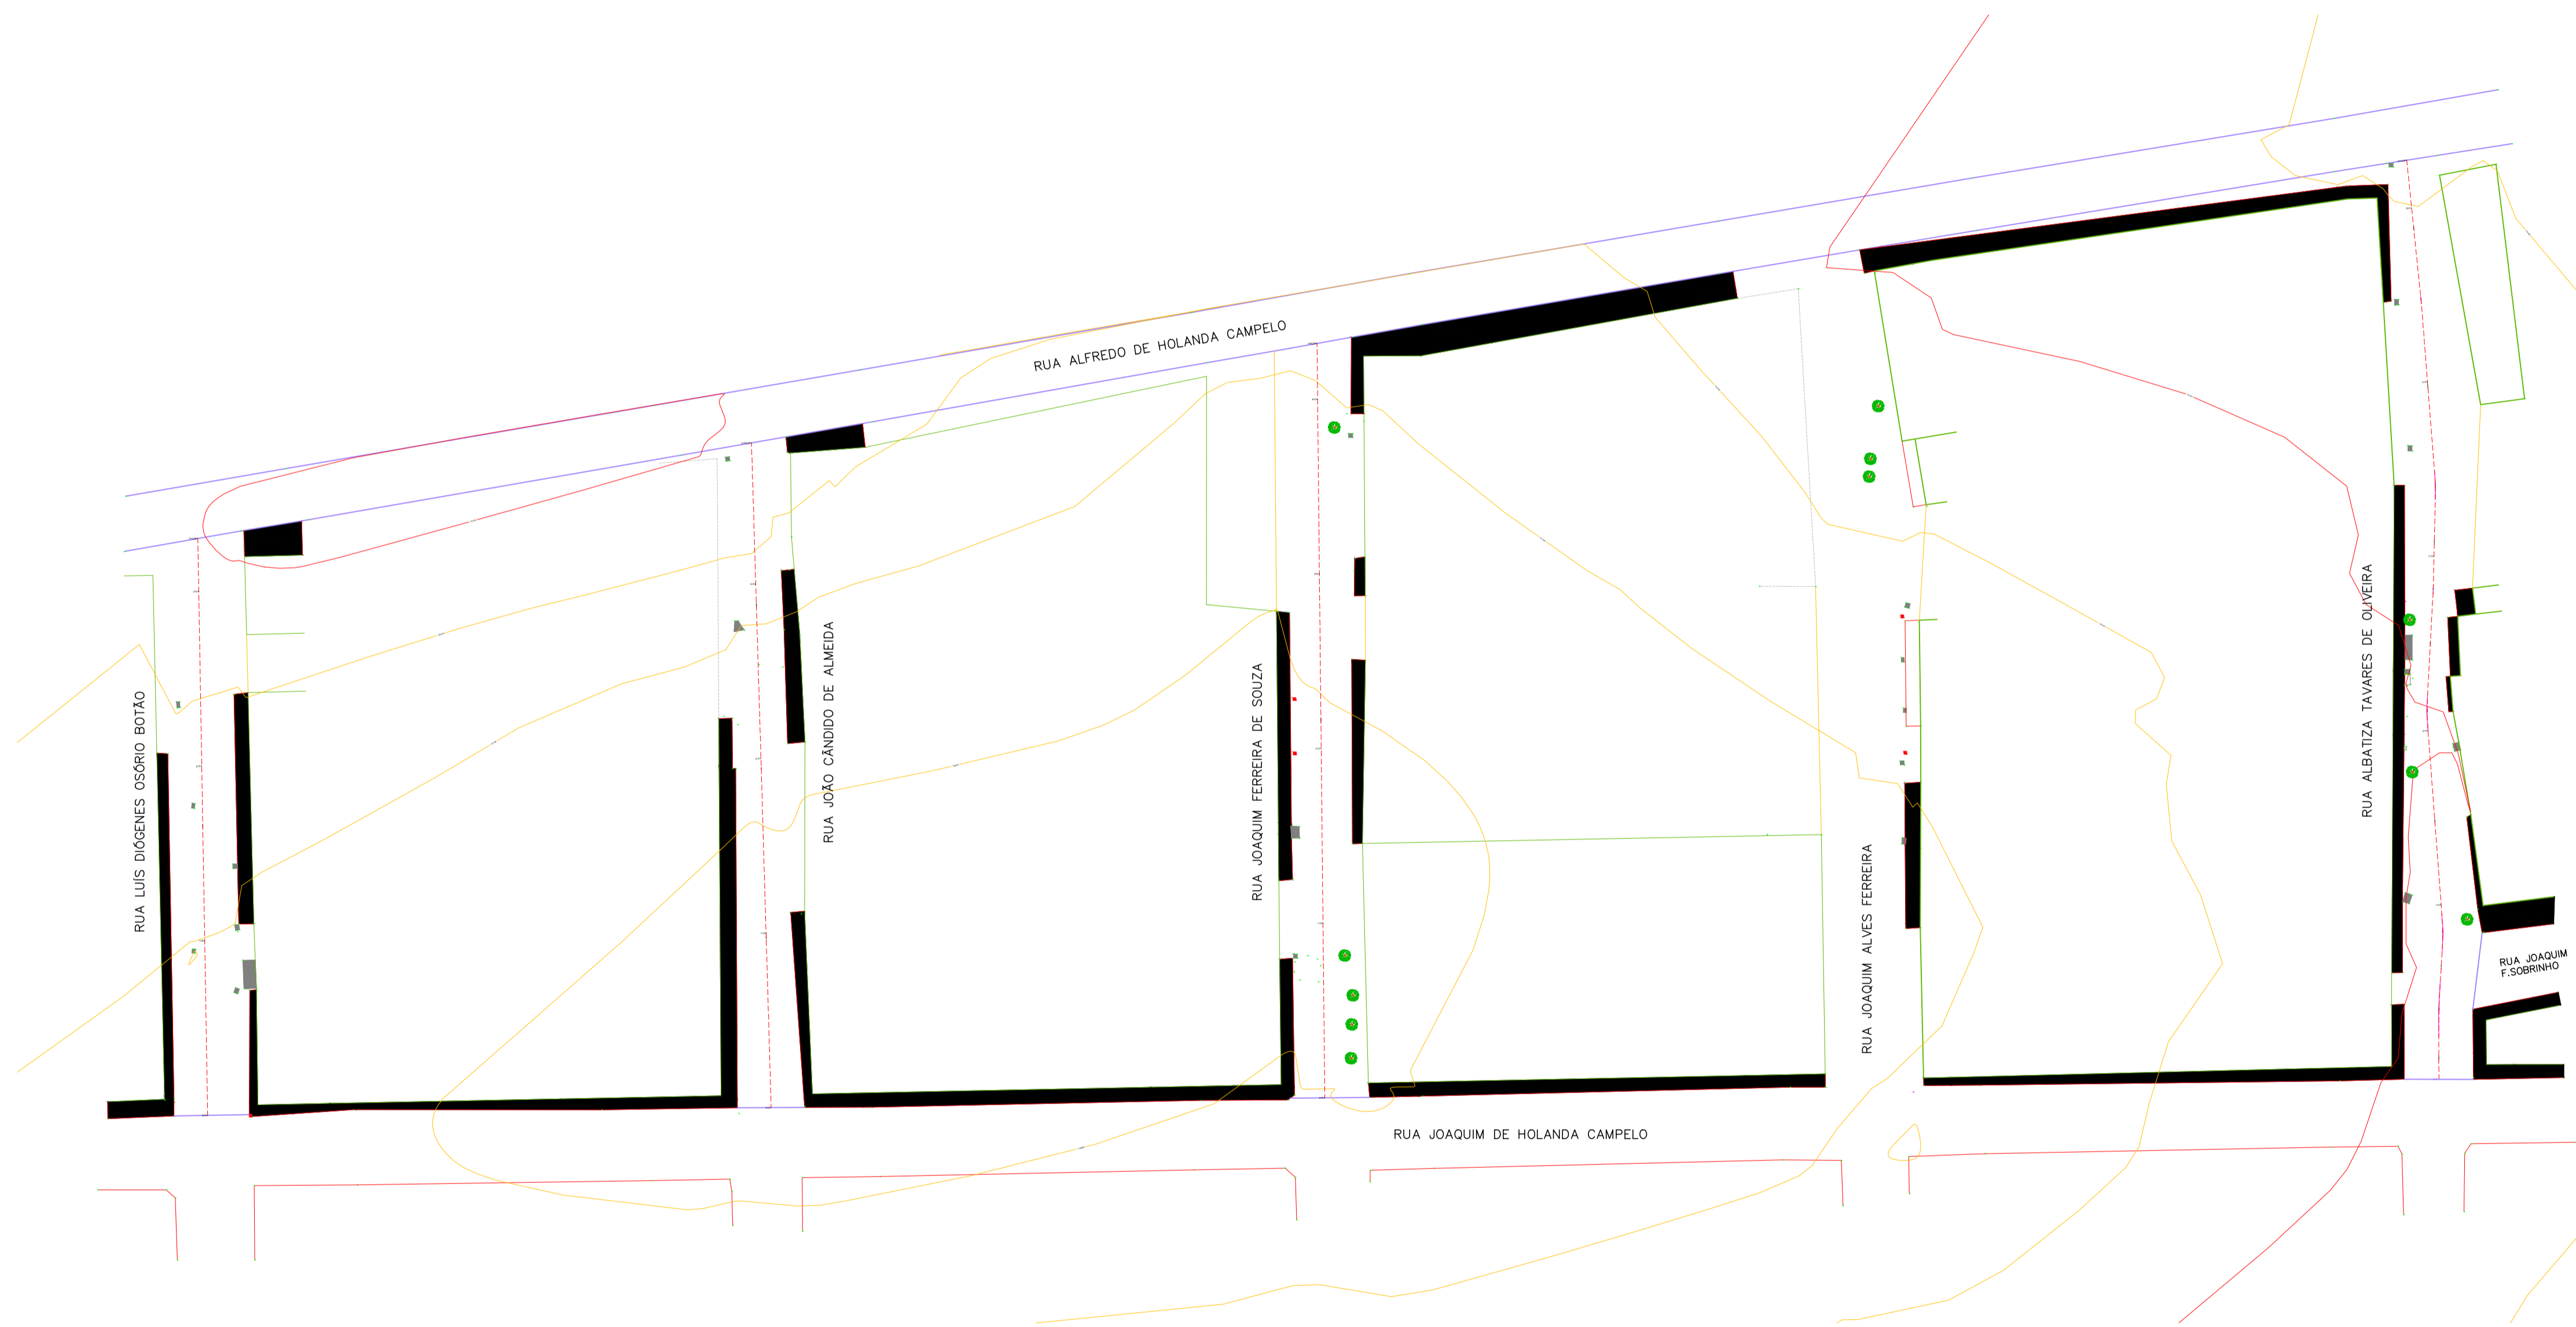 RUA ALFREDO DE HOLANDA CAMPELO
RUA LUÍS DIÓGENES OSÓRIO BOTÃO
RUA JOÃO CÂNDIDO DE ALMEIDA
RUA JOAQUIM FERREIRA DE SOUZA
RUA JOAQUIM ALVES FERREIRA
RUA ALBATIZA TAVARES DE OLIVEIRA
RUA JOAQUIM
F.SOBRINHO
RUA JOAQUIM DE HOLANDA CAMPELO